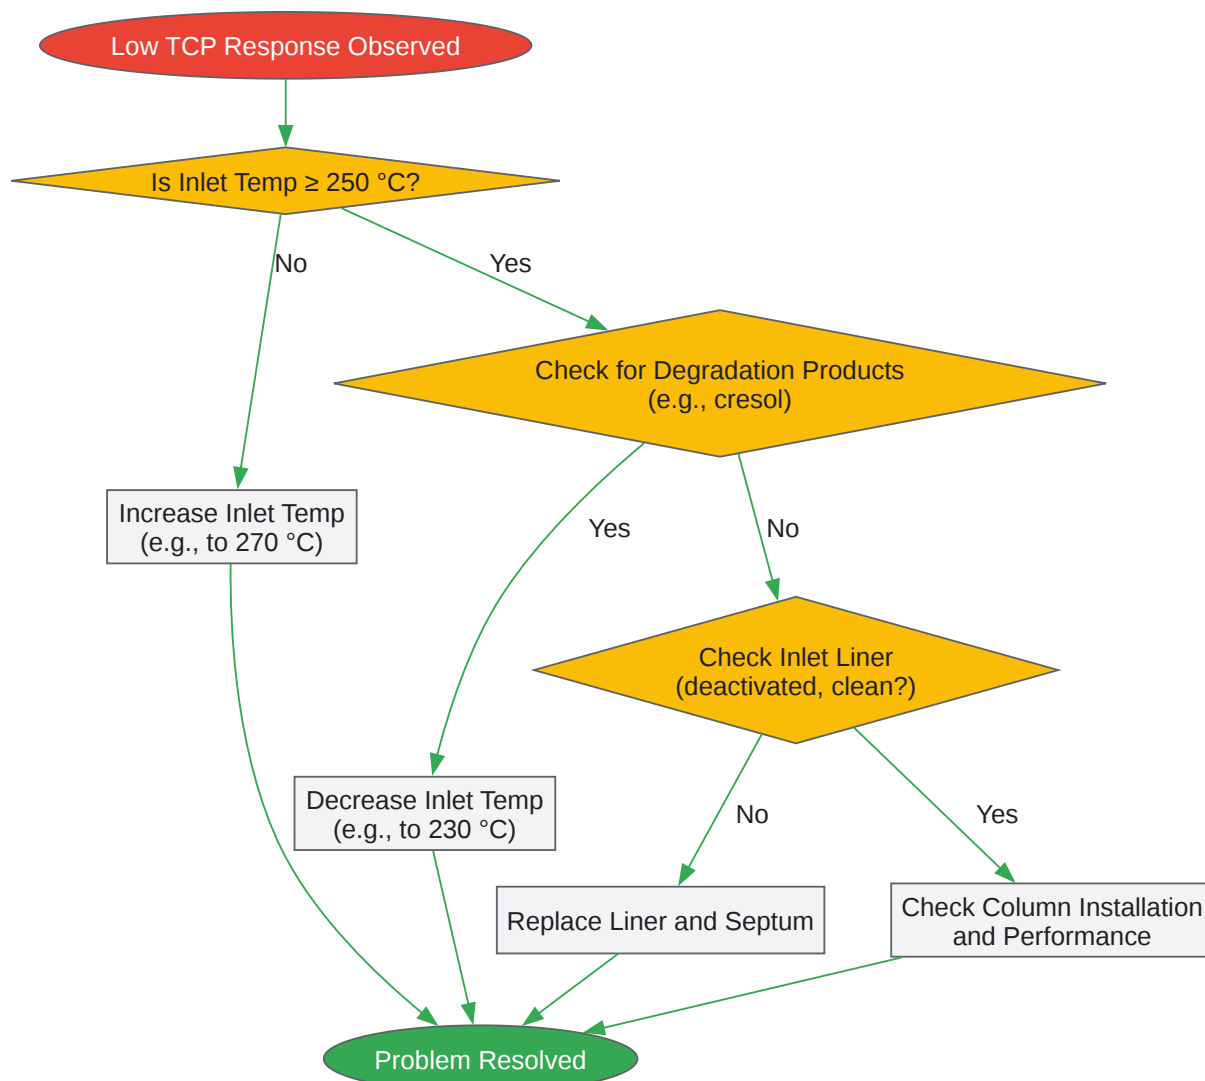 Low TCP Response Observed
Is Inlet Temp ≥ 250 °C?
No
Yes
Check for Degradation Products
(e.g., cresol)
Increase Inlet Temp
(e.g., to 270 °C)
Yes
No
Check Inlet Liner
(deactivated, clean?)
Decrease Inlet Temp
(e.g., to 230 °C)
No
Yes
Replace Liner and Septum
Check Column Installation
and Performance
Problem Resolved